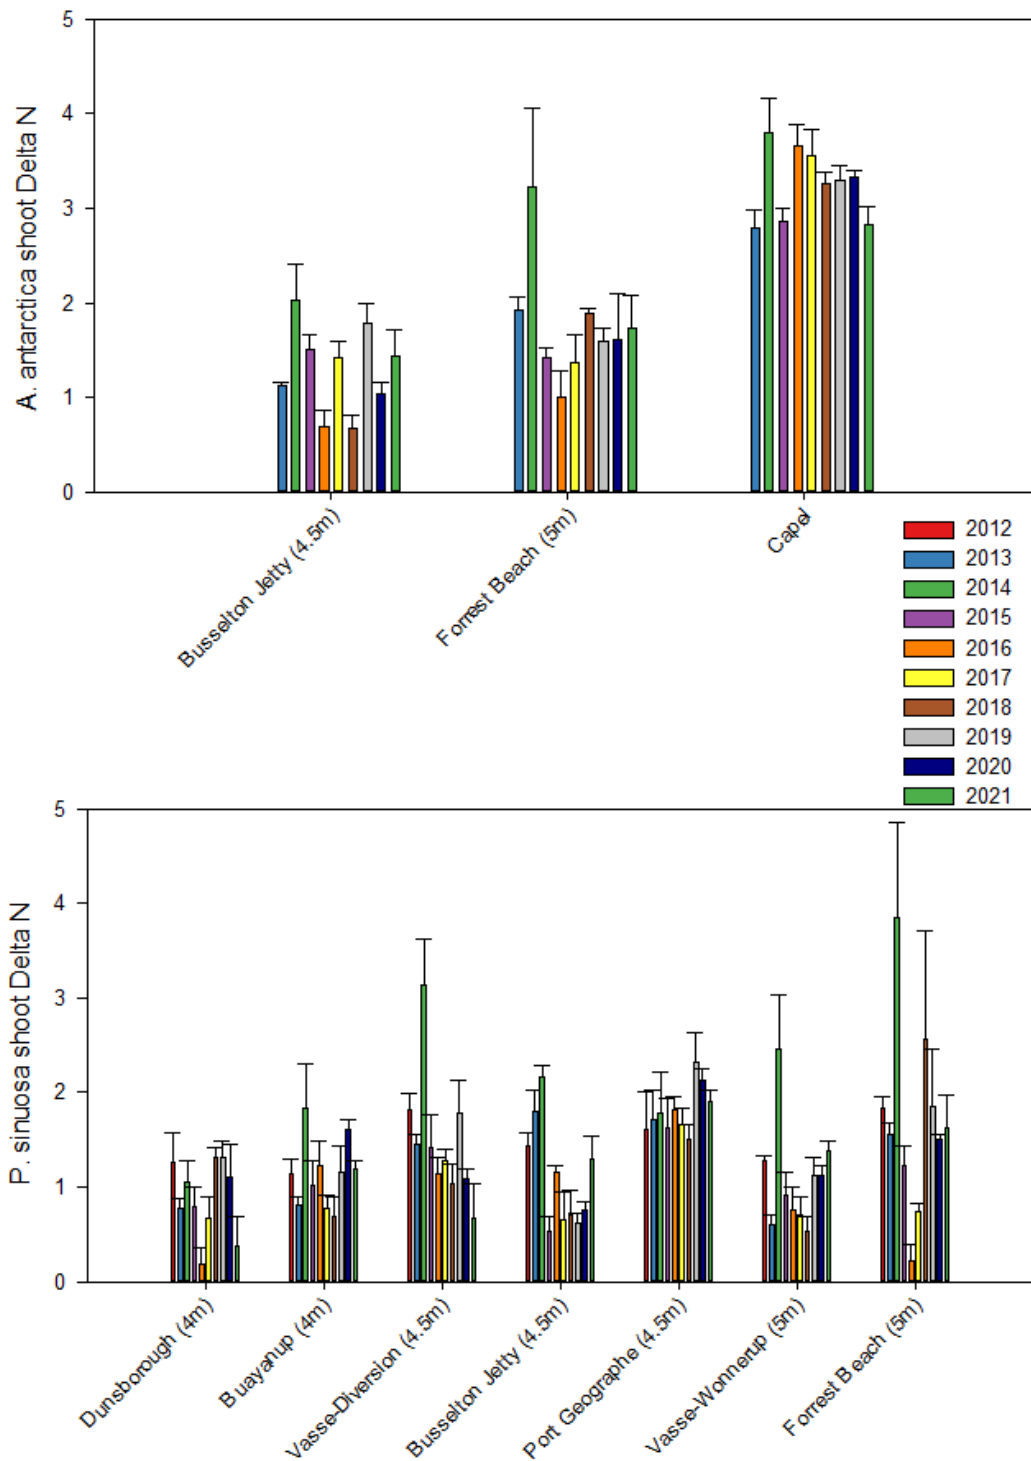 A. antarctica shoot Delta N
5
4
3
2
1
0
Busselton Jetty (4.5m)
Forrest Beach (5m)
Capel
2012
2013
2014
2015
2016
2017
2018
2019
2020
2021
P. sinuosa shoot Delta N
5
4
3
2
1
0
Dunsborough (4m)
Buayanup (4m)
Vasse-Diversion (4.5m)
Busselton Jetty (4.5m)
Port Geographe (4.5m)
Vasse-Wonnerup (5m)
Forrest Beach (5m)